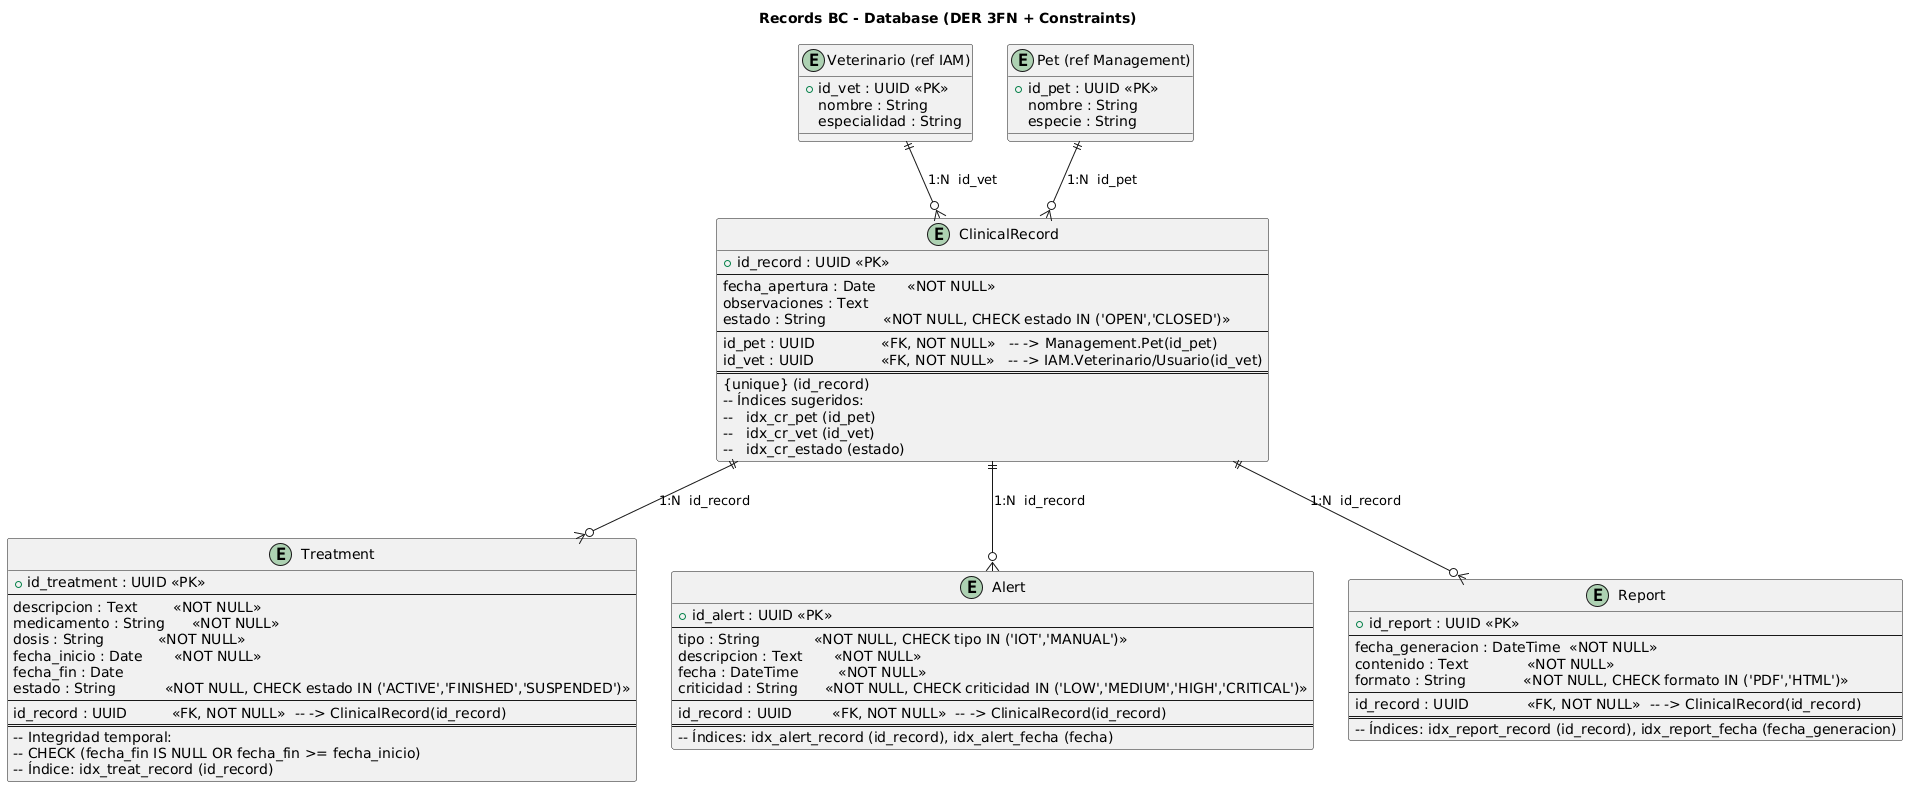 Records BC - Database (DER 3FN + Constraints)
E Veterinario (ref IAM)
id_vet : UUID «PK»
nombre : String
especialidad : String
E Pet (ref Management)
id_pet : UUID «PK»
nombre : String
especie : String
1:N id_vet
1:N id_pet
E ClinicalRecord
id_record : UUID «PK»
fecha_apertura : Date «NOT NULL»
observaciones : Text
estado : String «NOT NULL, CHECK estado IN ('OPEN','CLOSED')»
id_pet : UUID «FK, NOT NULL» -- -> Management.Pet(id_pet)
id_vet : UUID «FK, NOT NULL» -- -> IAM.Veterinario/Usuario(id_vet)
{unique} (id_record)
-- Índices sugeridos:
-- idx_cr_pet (id_pet)
-- idx_cr_vet (id_vet)
-- idx_cr_estado (estado)
1:N id_record
1:N id_record
1:N id_record
E Treatment
id_treatment : UUID «PK»
descripcion : Text «NOT NULL»
medicamento : String «NOT NULL»
dosis : String «NOT NULL»
fecha_inicio : Date «NOT NULL»
fecha_fin : Date
estado : String «NOT NULL, CHECK estado IN ('ACTIVE','FINISHED','SUSPENDED')»
id_record : UUID «FK, NOT NULL» -- -> ClinicalRecord(id_record)
-- Integridad temporal:
-- CHECK (fecha_fin IS NULL OR fecha_fin >= fecha_inicio)
-- Índice: idx_treat_record (id_record)
E Alert
id_alert : UUID «PK»
tipo : String «NOT NULL, CHECK tipo IN ('IOT','MANUAL')»
descripcion : Text «NOT NULL»
fecha : DateTime «NOT NULL»
criticidad : String «NOT NULL, CHECK criticidad IN ('LOW','MEDIUM','HIGH','CRITICAL')»
id_record : UUID «FK, NOT NULL» -- -> ClinicalRecord(id_record)
-- Índices: idx_alert_record (id_record), idx_alert_fecha (fecha)
E Report
id_report : UUID «PK»
fecha_generacion : DateTime «NOT NULL»
contenido : Text «NOT NULL»
formato : String «NOT NULL, CHECK formato IN ('PDF','HTML')»
id_record : UUID «FK, NOT NULL» -- -> ClinicalRecord(id_record)
-- Índices: idx_report_record (id_record), idx_report_fecha (fecha_generacion)